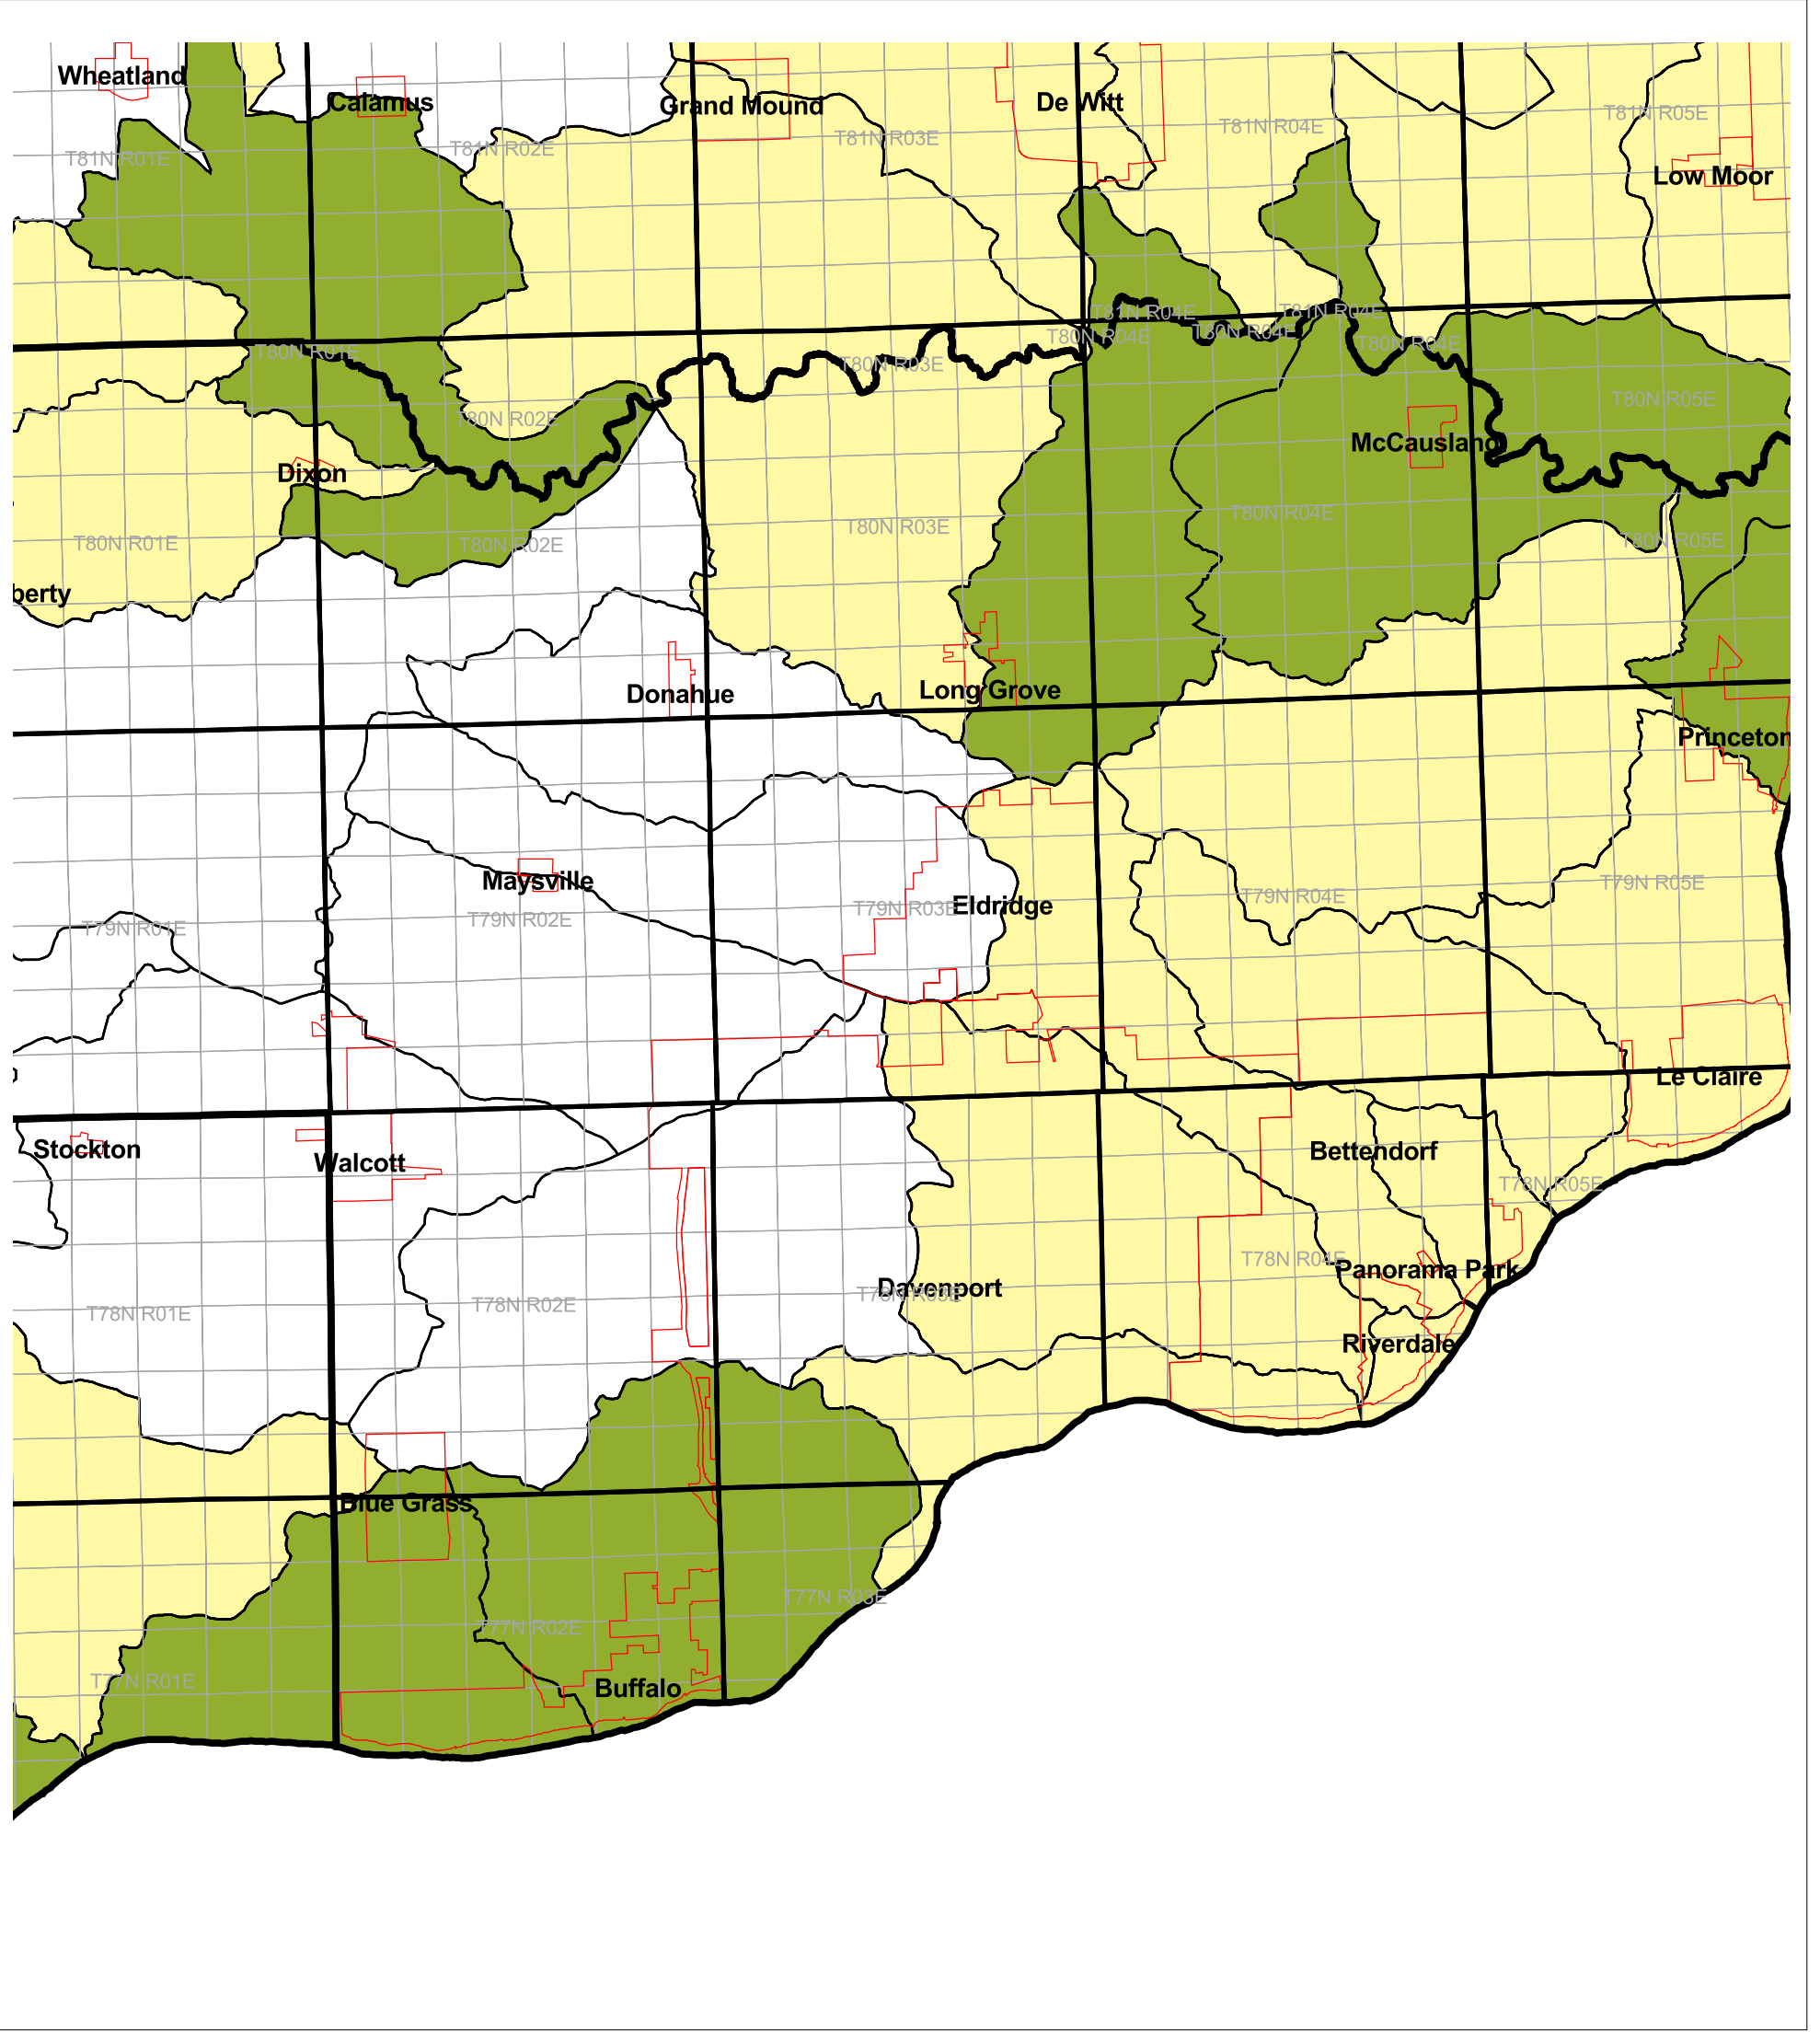 Wheatland
Calamus
Grand Mound
De Witt
T81N R05E
T81N R04E
T81N R03E
T81N R02E
T81N R01E
Low Moor
T81N R04E
T81N R04E
T80N R04E
T80N R04E
T80N R04E
T80N R01E
T80N R03E
T80N R05E
T80N R02E
McCausland
Dixon
T80N R04E
T80N R03E
T80N R01E
T80N R02E
T80N R05E
berty
Donahue
Long Grove
Princeton
Maysville
T79N R05E
T79N R04E
T79N R03E
Eldridge
T79N R02E
T79N R01E
Le Claire
Stockton
Walcott
Bettendorf
T78N R05E
T78N R04E
Panorama Park
Davenport
T78N R03E
T78N R02E
T78N R01E
Riverdale
Blue Grass
T77N R03E
T77N R02E
T77N R01E
Buffalo